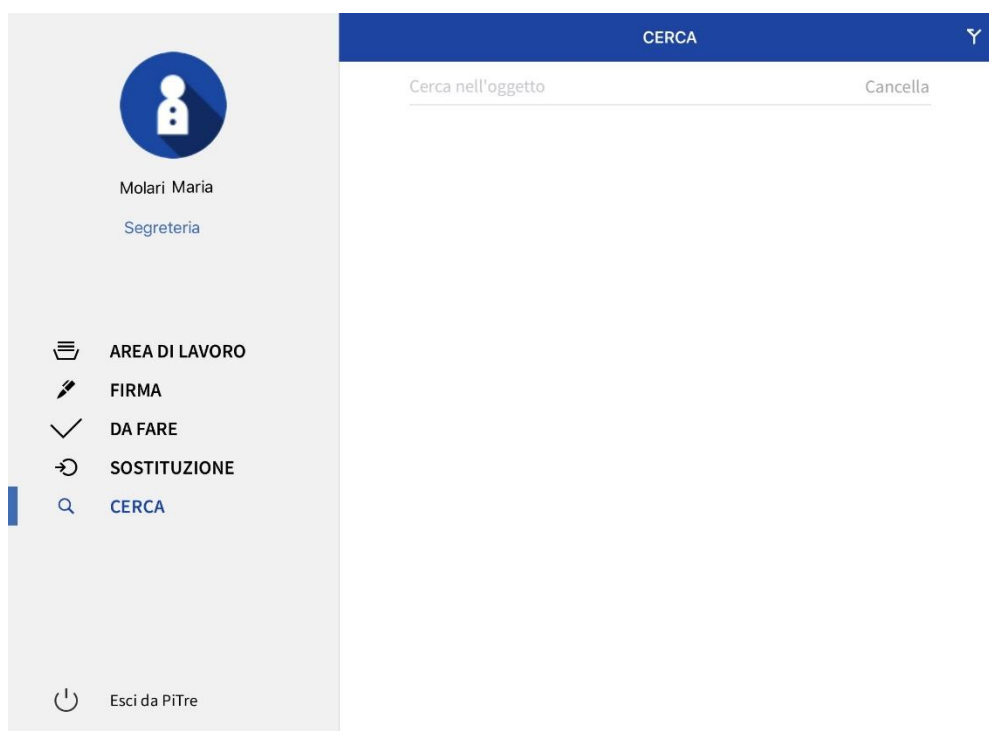 CERCA
Cerca nell'oggetto Cancella
Molari Maria
Segreteria
AREA DI LAVORO
FIRMA
DA FARE
SOSTITUZIONE
CERCA
Esci da PiTre